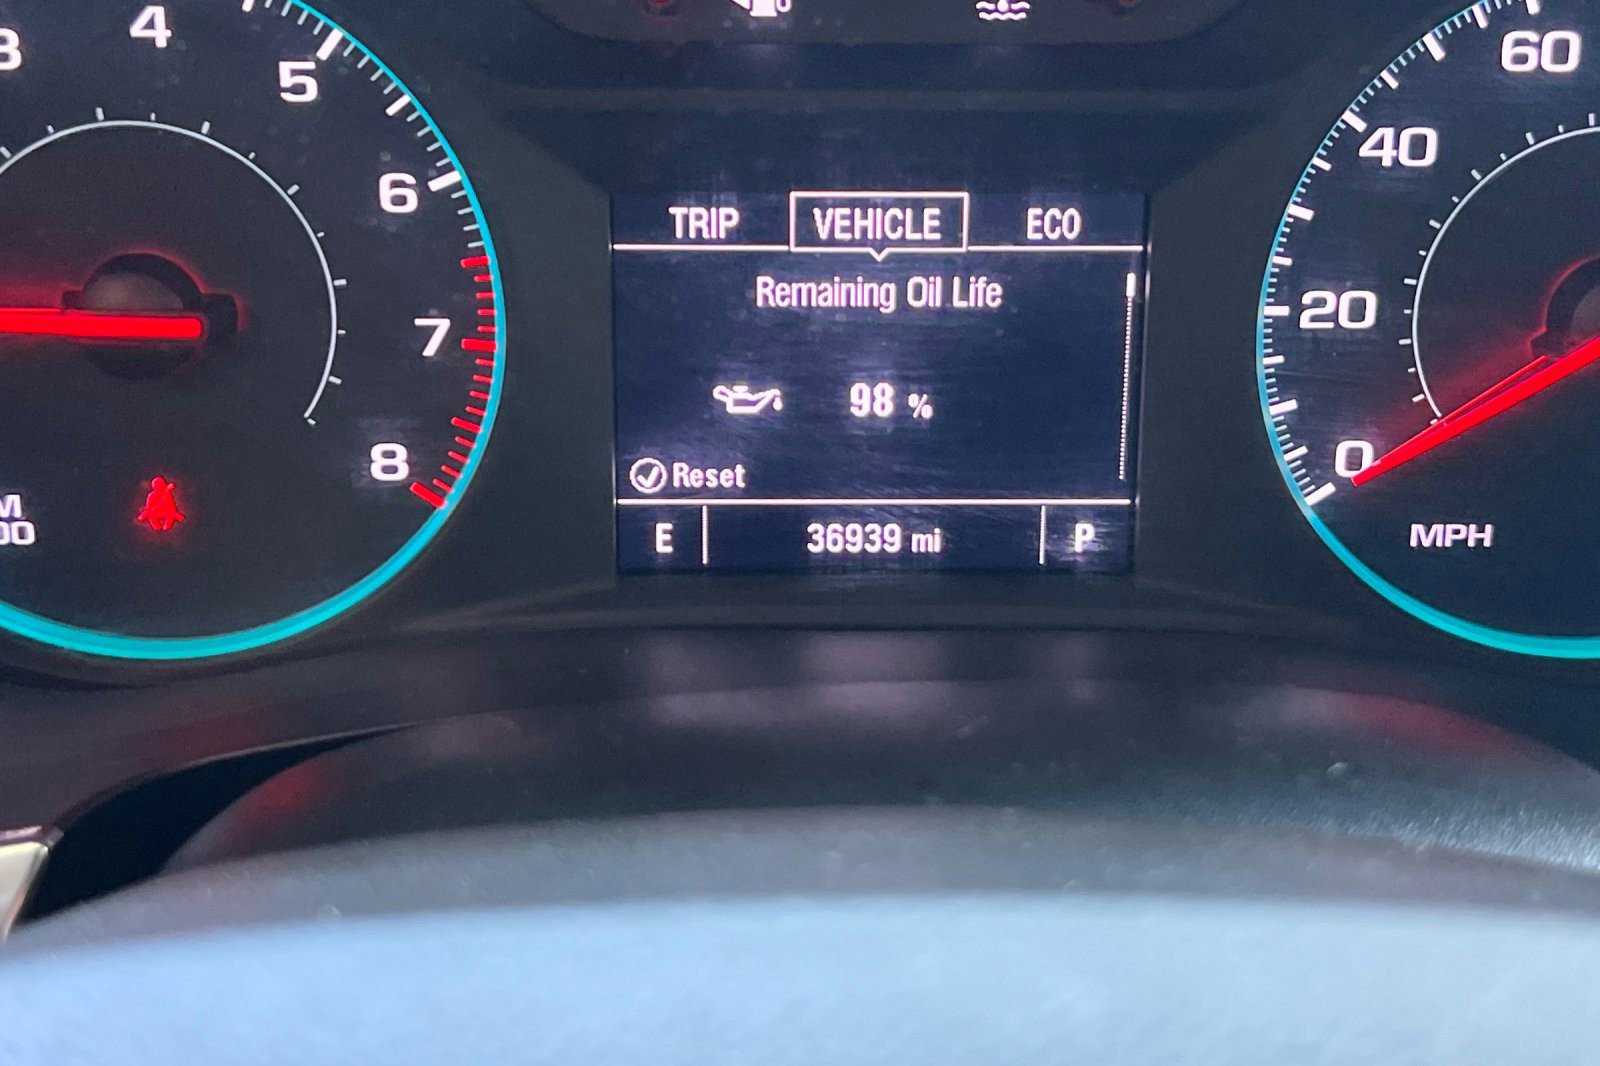 4
5
6
7
8
TRIP VEHICLE ECO
Remaining Oil Life
98 %
Reset
E 36939 mi P
60
40
20
0
MPH